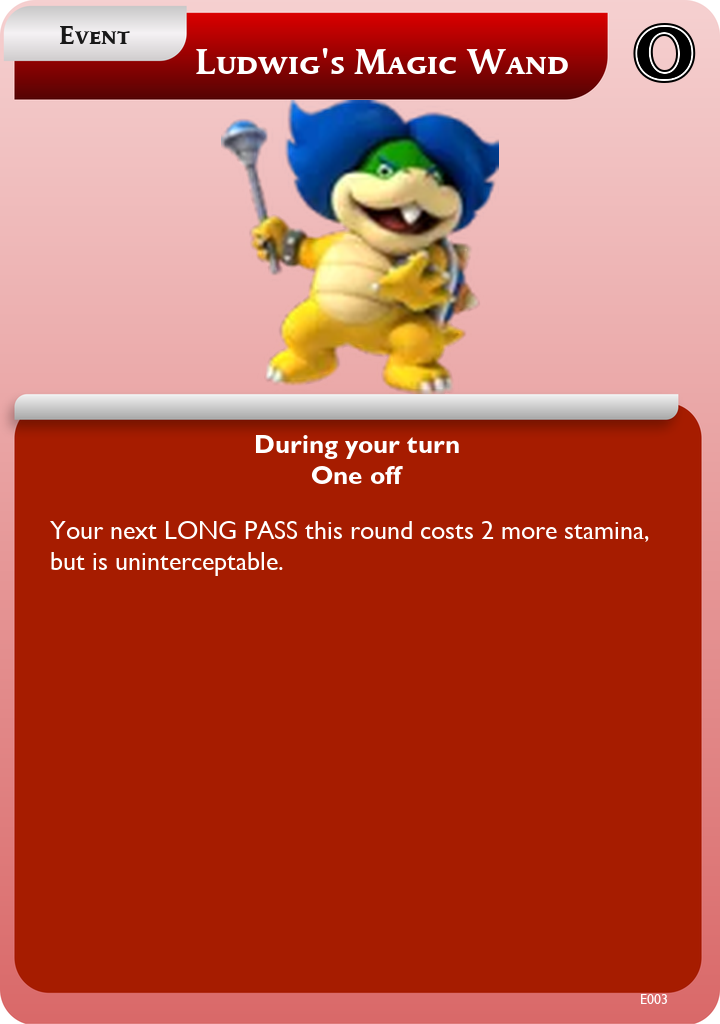 Event
Ludwig's Magic Wand
O
During your turn
One off
Your next LONG PASS this round costs 2 more stamina,
but is uninterceptable.
E003